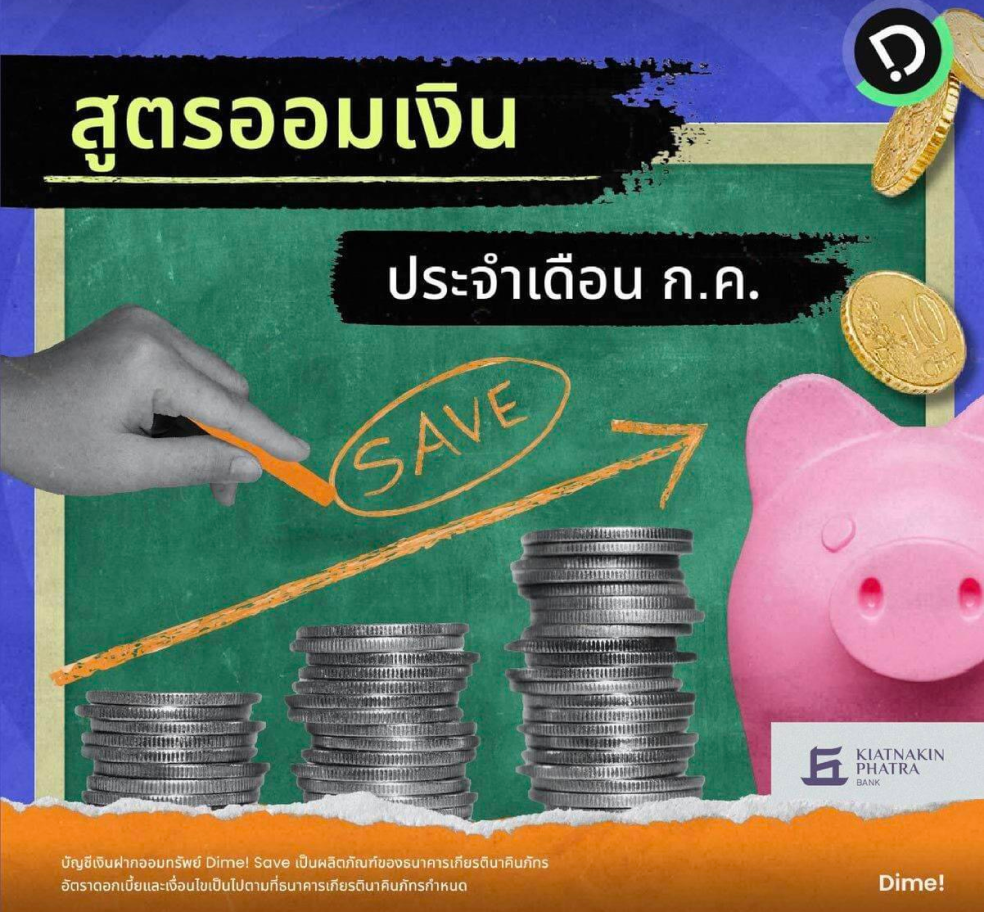 สูตรออมเงิน
ประจำเดือน ก.ค.
SAVE
10
KIATNAKIN
PHATRA
BANK
บัญชีเงินฝากออมทรัพย์ Dime! Save เป็นผลิตภัณฑ์ของธนาคารเกียรตินาคินภัทร
อัตราดอกเบี้ยและเงื่อนไขเป็นไปตามที่ธนาคารเกียรตินาคินภัทรกำหนด
Dime!